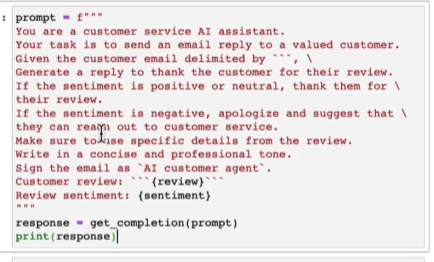 : prompt = f"""
You are a customer service AI assistant.
Your task is to send an email reply to a valued customer.
Given the customer email delimited by ```, \
Generate a reply to thank the customer for their review.
If the sentiment is positive or neutral, thank them for \
their review.
If the sentiment is negative, apologize and suggest that \
they can reach out to customer service.
Make sure to use specific details from the review.
Write in a concise and professional tone.
Sign the email as `AI customer agent`.
Customer review: ```{review}```
Review sentiment: {sentiment}
"""
response = get_completion(prompt)
print(response)